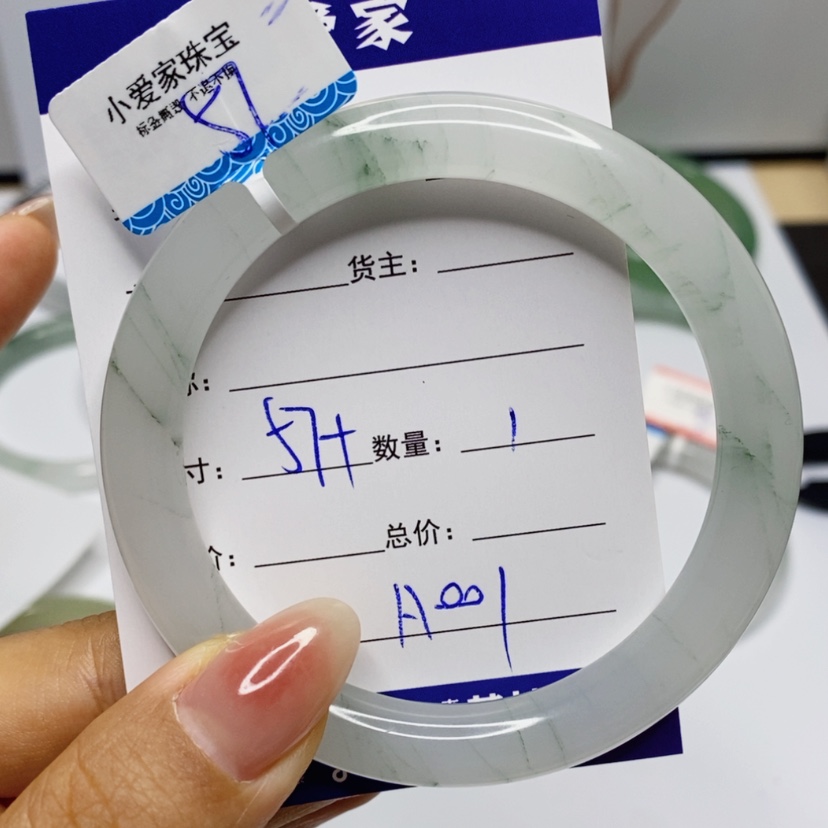 爱家
小爱家珠宝
标签撕毁 不退不换
57
货主：
寸： 57+ 数量： 1
价： 总价：
A001